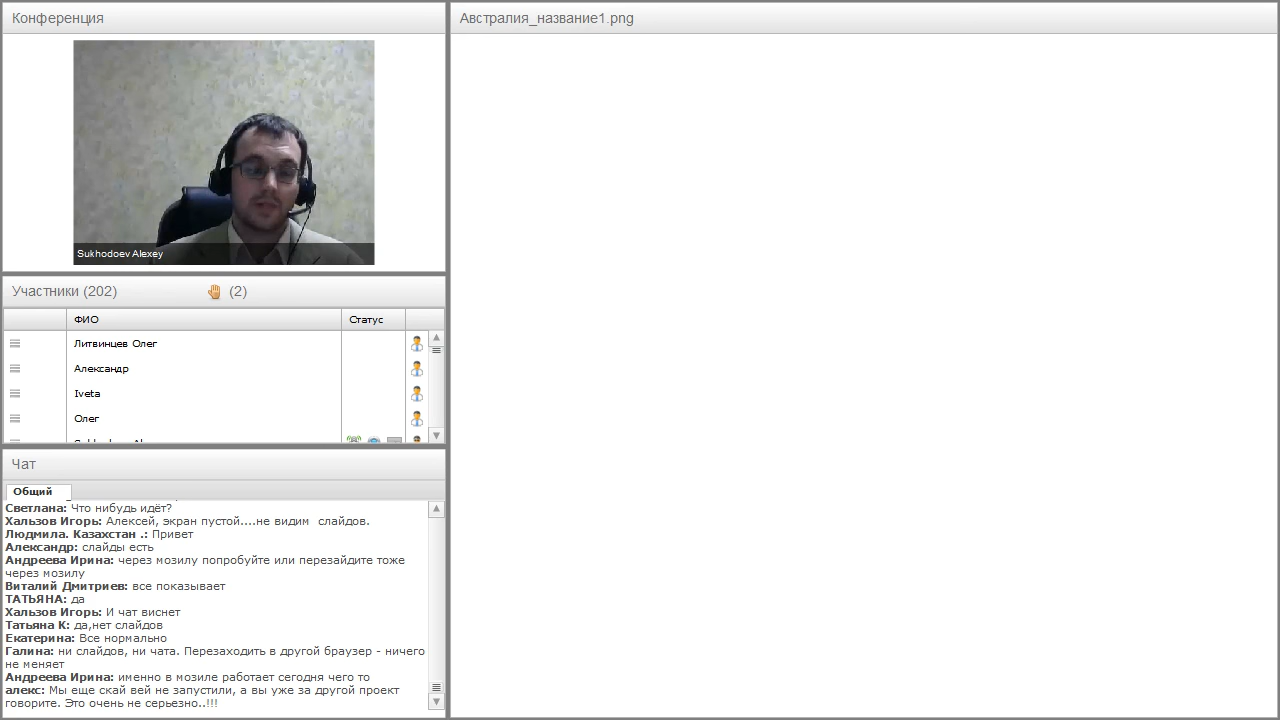 Конференция
Австралия_название1.png
Sukhodoev Alexey
Участники (202) (2)
ФИО Статус
Литвинцев Олег
Александр
Iveta
Олег
Чат
Общий
Светлана: Что нибудь идёт?
Хальзов Игорь: Алексей, экран пустой....не видим слайдов.
Людмила. Казахстан .: Привет
Александр: слайды есть
Андреева Ирина: через мозилу попробуйте или перезайдите тоже
через мозилу
Виталий Дмитриев: все показывает
ТАТЬЯНА: да
Хальзов Игорь: И чат виснет
Татьяна К: да,нет слайдов
Екатерина: Все нормально
Галина: ни слайдов, ни чата. Перезаходить в другой браузер - ничего
не меняет
Андреева Ирина: именно в мозиле работает сегодня чего то
алекс: Мы еще скай вей не запустили, а вы уже за другой проект
говорите. Это очень не серьезно..!!!